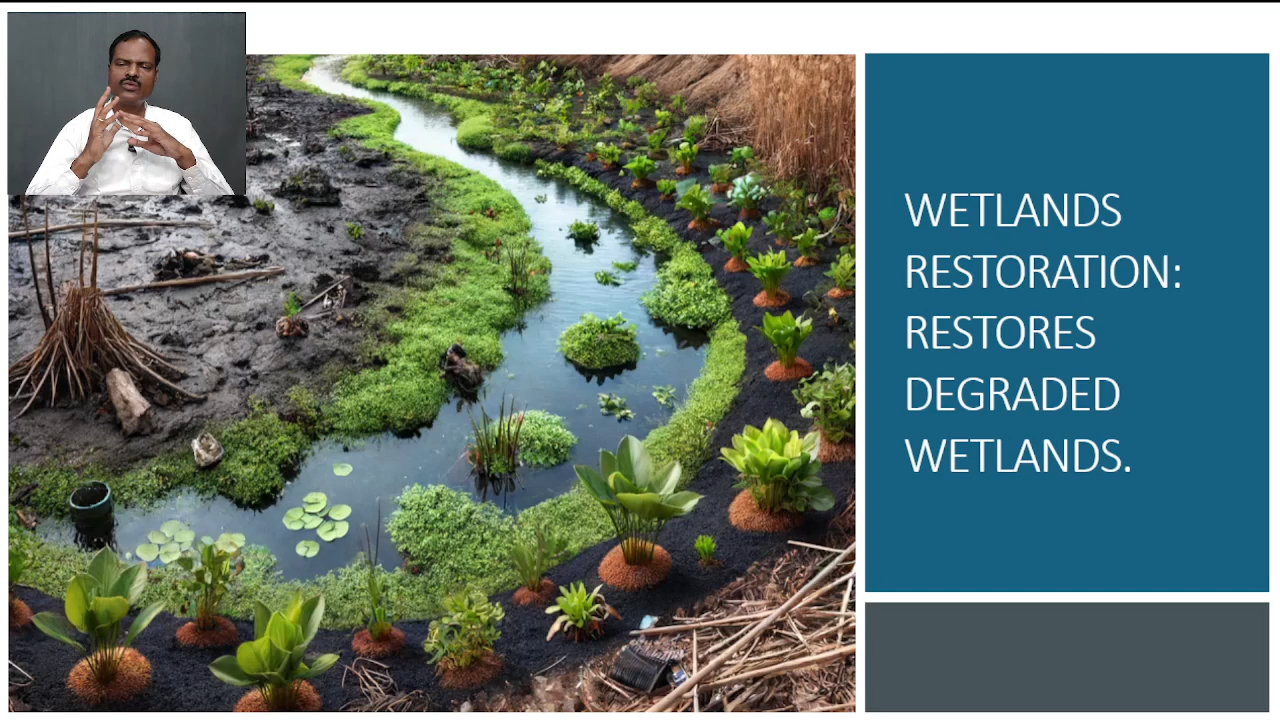 WETLANDS
RESTORATION:
RESTORES
DEGRADED
WETLANDS.